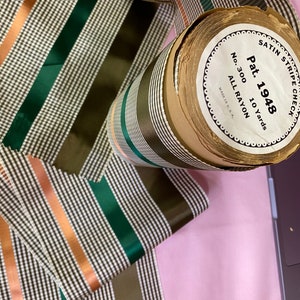 SATIN STRIPE CHECK
Pat. 1948
No. 300 10 Yards
ALL RAYON